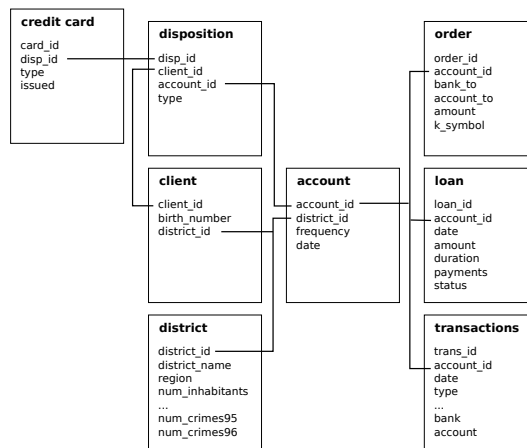 credit card
card_id
disp_id
type
issued
disposition
disp_id
client_id
account_id
type
order
order_id
account_id
bank_to
account_to
amount
k_symbol
client
client_id
birth_number
district_id
account
account_id
district_id
frequency
date
loan
loan_id
account_id
date
amount
duration
payments
status
district
district_id
district_name
region
num_inhabitants
...
num_crimes95
num_crimes96
transactions
trans_id
account_id
date
type
...
bank
account